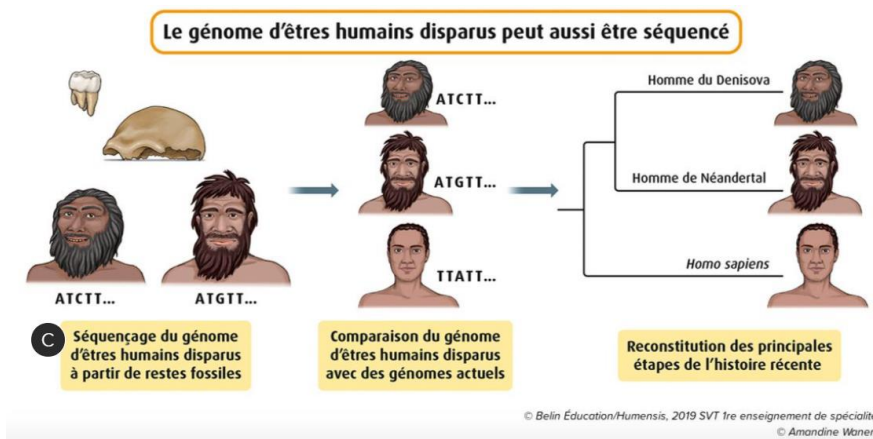 Le génome d'êtres humains disparus peut aussi être séquencé
ATCTT...
ATGTT...
ATCTT...
ATGTT...
TTATT...
Homme du Denisova
Homme de Néandertal
Homo sapiens
C
Séquençage du génome
d'êtres humains disparus
à partir de restes fossiles
Comparaison du génome
d'êtres humains disparus
avec des génomes actuels
Reconstitution des principales
étapes de l'histoire récente
© Belin Éducation/Humensis, 2019 SVT 1re enseignement de spécialité
© Amandine Waner